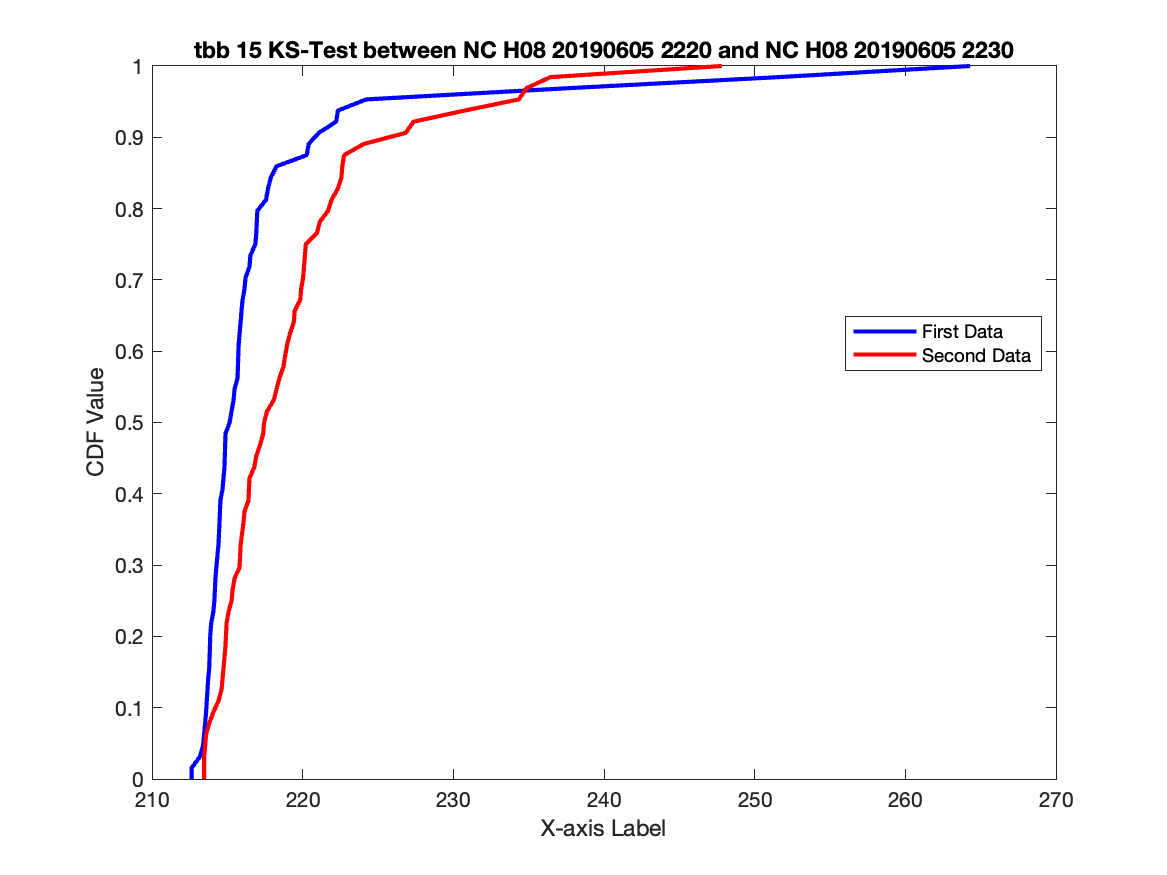 tbb 15 KS-Test between NC H08 20190605 2220 and NC H08 20190605 2230
1
0.9
0.8
0.7
0.6
0.5
0.4
0.3
0.2
0.1
0
CDF Value
First Data
Second Data
210 220 230 240 250 260 270
X-axis Label